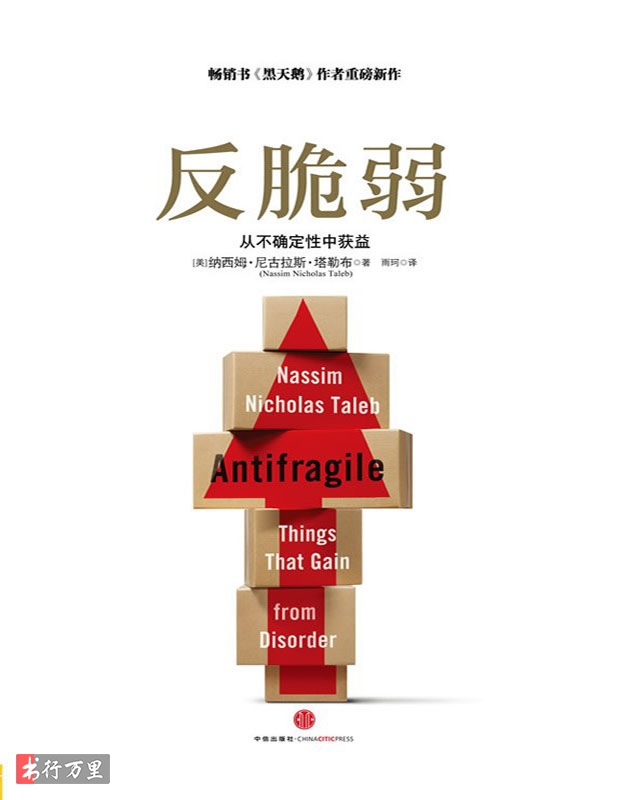 畅销书《黑天鹅》作者重磅新作
反脆弱
从不确定性中获益
[美]纳西姆·尼古拉斯·塔勒布◎著 雨珂◎译
(Nassim Nicholas Taleb)
Nassim
Nicholas Taleb
Antifragile
Things
That Gain
from
Disorder
中信出版社·CHINACITICPRESS
书行万里